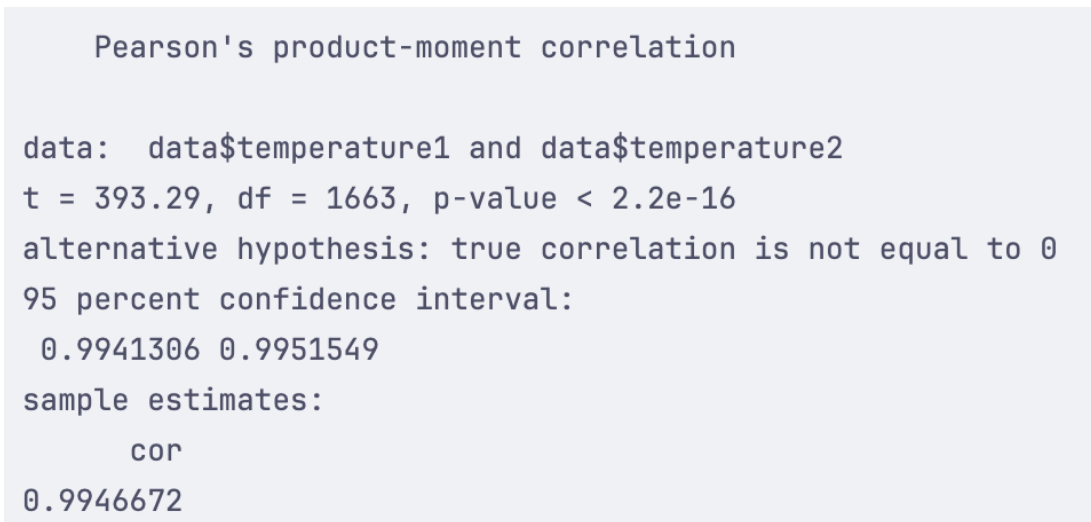 Pearson's product-moment correlation
data:  data$temperature1 and data$temperature2
t = 393.29, df = 1663, p-value < 2.2e-16
alternative hypothesis: true correlation is not equal to 0
95 percent confidence interval:
0.9941306 0.9951549
sample estimates:
cor
0.9946672